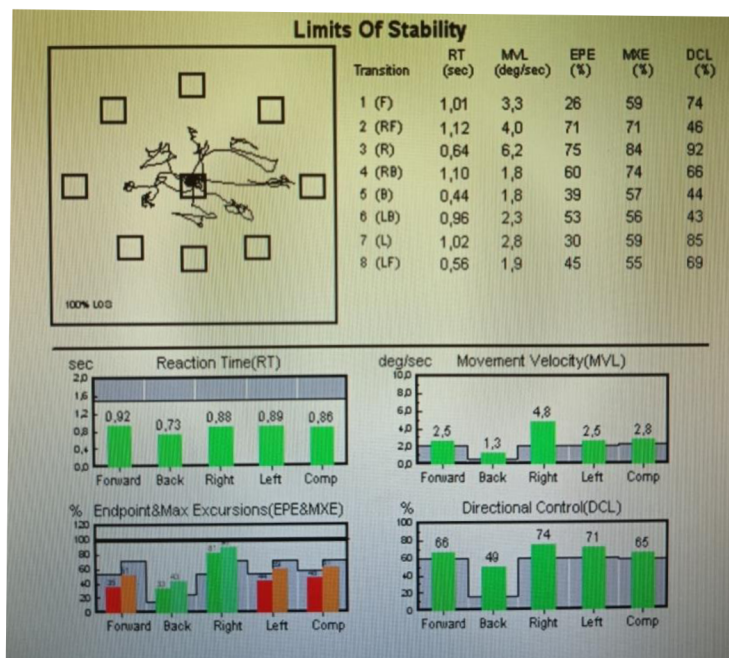 Limits Of Stability
Transition RT (sec) MVL (deg/sec) EPE (%) MXE (%) DCL (%)
1 (F) 1,01 3,3 26 59 74
2 (RF) 1,12 4,0 71 71 46
3 (R) 0,64 6,2 75 84 92
4 (RB) 1,10 1,8 60 74 66
5 (B) 0,44 1,8 39 57 44
6 (LB) 0,96 2,3 53 56 43
7 (L) 1,02 2,8 30 59 85
8 (LF) 0,56 1,9 45 55 69
100% LOS
sec Reaction Time(RT)
2,0
1,6
1,2
0,8
0,4
0,0
0,92 0,73 0,88 0,89 0,86
Forward Back Right Left Comp
deg/sec Movement Velocity(MVL)
10,0
8,0
6,0
4,0
2,0
0,0
2,5 1,3 4,8 2,5 2,8
Forward Back Right Left Comp
% Endpoint&Max Excursions(EPE&MXE)
120
100
80
60
40
20
0
33 43 81
Forward Back Right Left Comp
% Directional Control(DCL)
100
80
60
40
20
0
66 49 74 71 65
Forward Back Right Left Comp